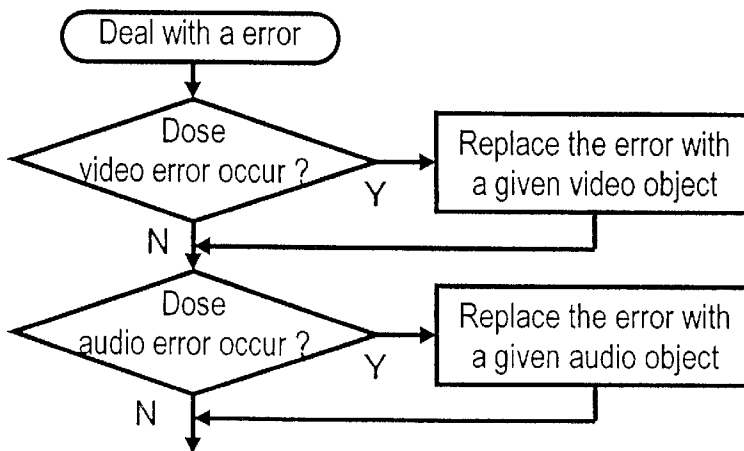 Deal with a error
Dose
video error occur ?
Y
Replace the error with
a given video object
N
Dose
audio error occur ?
Y
Replace the error with
a given audio object
N